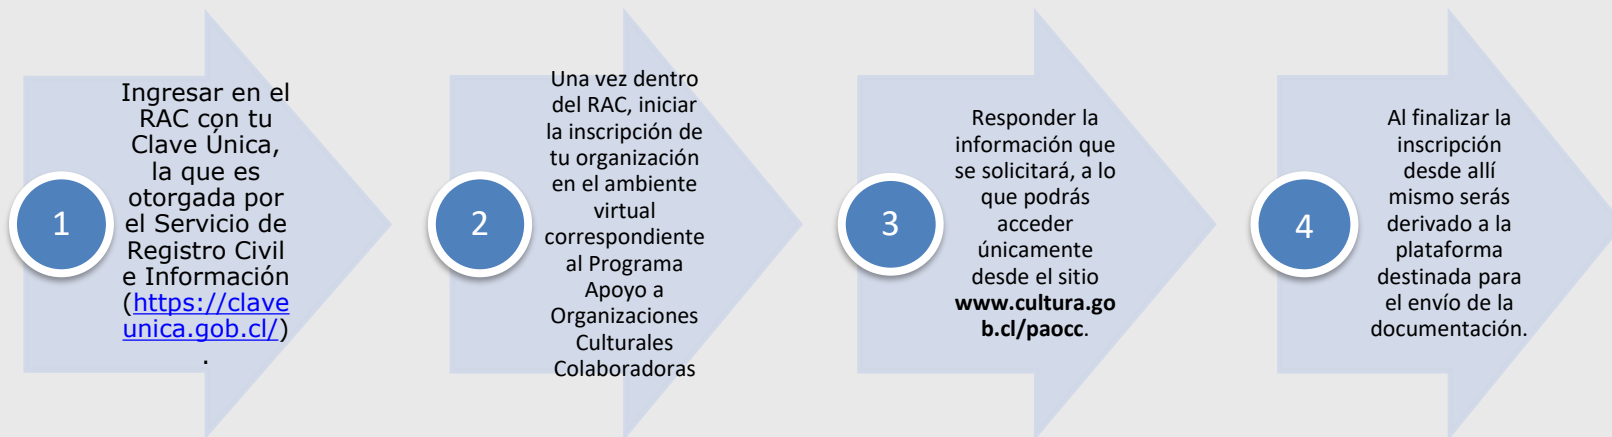 1
Ingresar en el
RAC con tu
Clave Única,
la que es
otorgada por
el Servicio de
Registro Civil
e Información
(https://clave
unica.gob.cl/)
.
2
Una vez dentro
del RAC, iniciar
la inscripción de
tu organización
en el ambiente
virtual
correspondiente
al Programa
Apoyo a
Organizaciones
Culturales
Colaboradoras
3
Responder la
información que
se solicitará, a lo
que podrás
acceder
únicamente
desde el sitio
www.cultura.go
b.cl/paocc.
4
Al finalizar la
inscripción
desde allí
mismo serás
derivado a la
plataforma
destinada para
el envío de la
documentación.